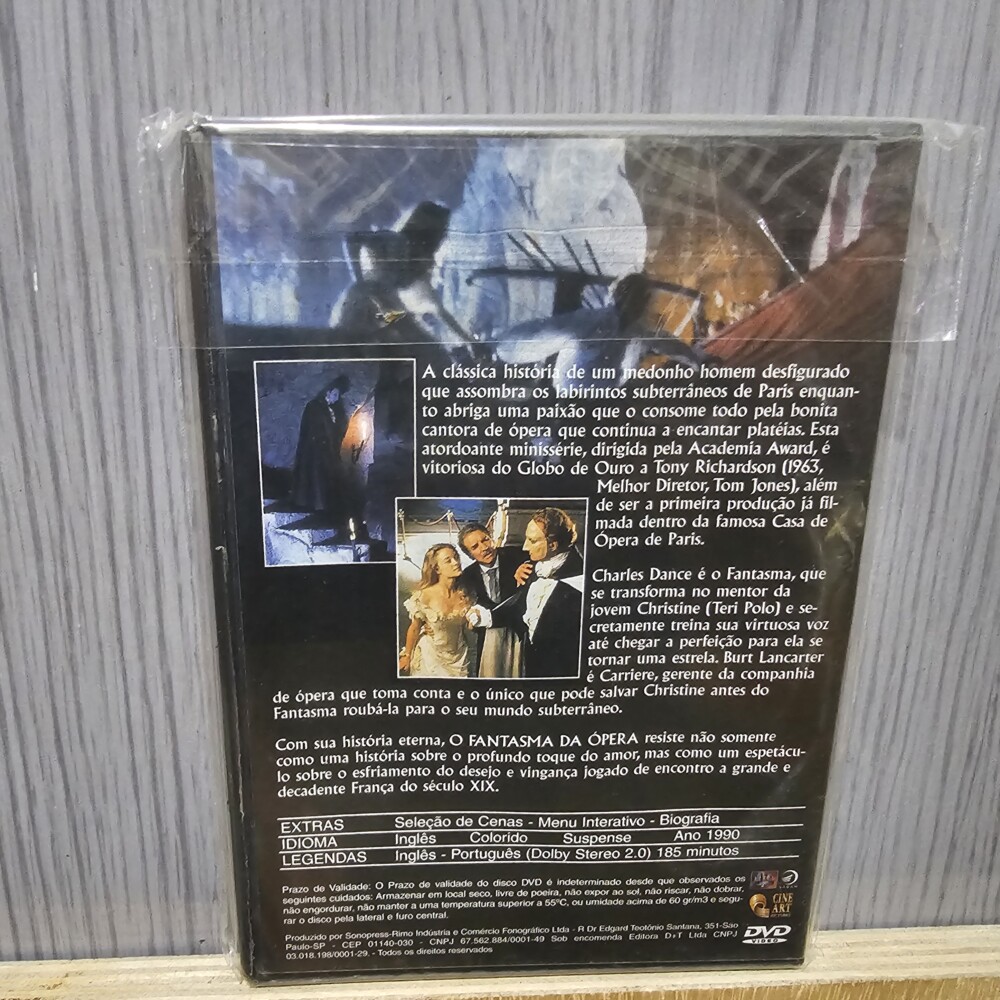 A clássica história de um medonho homem desfigurado
que assombra os labirintos subterrâneos de Paris enquan-
to abriga uma paixão que o consome todo pela bonita
cantora de ópera que continua a encantar platéias. Esta
atordoante minissérie, dirigida pela Academia Award, é
vitoriosa do Globo de Ouro a Tony Richardson (1963,
Melhor Diretor, Tom Jones), além
de ser a primeira produção já fil-
mada dentro da famosa Casa de
Ópera de Paris.
Charles Dance é o Fantasma, que
se transforma no mentor da
jovem Christine (Teri Polo) e se-
cretamente treina sua virtuosa voz
até chegar a perfeição para ela se
tornar uma estrela. Burt Lancarter
é Carriere, gerente da companhia
de ópera que toma conta e o único que pode salvar Christine antes do
Fantasma roubá-la para o seu mundo subterrâneo.
Com sua história eterna, O FANTASMA DA ÓPERA resiste não somente
como uma história sobre o profundo toque do amor, mas como um espetácu-
lo sobre o esfriamento do desejo e vingança jogado de encontro a grande e
decadente França do século XIX.
EXTRAS Seleção de Cenas - Menu Interativo - Biografia
IDIOMA Inglês Colorido Suspense Ano 1990
LEGENDAS Inglês - Português (Dolby Stereo 2.0) 185 minutos
Prazo de Validade: O Prazo de validade do disco DVD é indeterminado desde que observados os
seguintes cuidados: Armazenar em local seco, livre de poeira, não expor ao sol, não riscar, não dobrar,
não engordurar, não manter a uma temperatura superior a 55ºC, ou umidade acima de 60 gr/m3 e segu-
rar o disco pela lateral e furo central.
CINE
ART
Produzido por Sonopress-Rimo Indústria e Comércio Fonográfico Ltda - R Dr Edgard Teotônio Santana, 351-Sao
Paulo-SP - CEP 01140-030 - CNPJ 67.562.884/0001-49 Sob encomenda Editora D+T Ltda CNPJ
03.018.198/0001-29. - Todos os direitos reservados
DVD
VIDEO